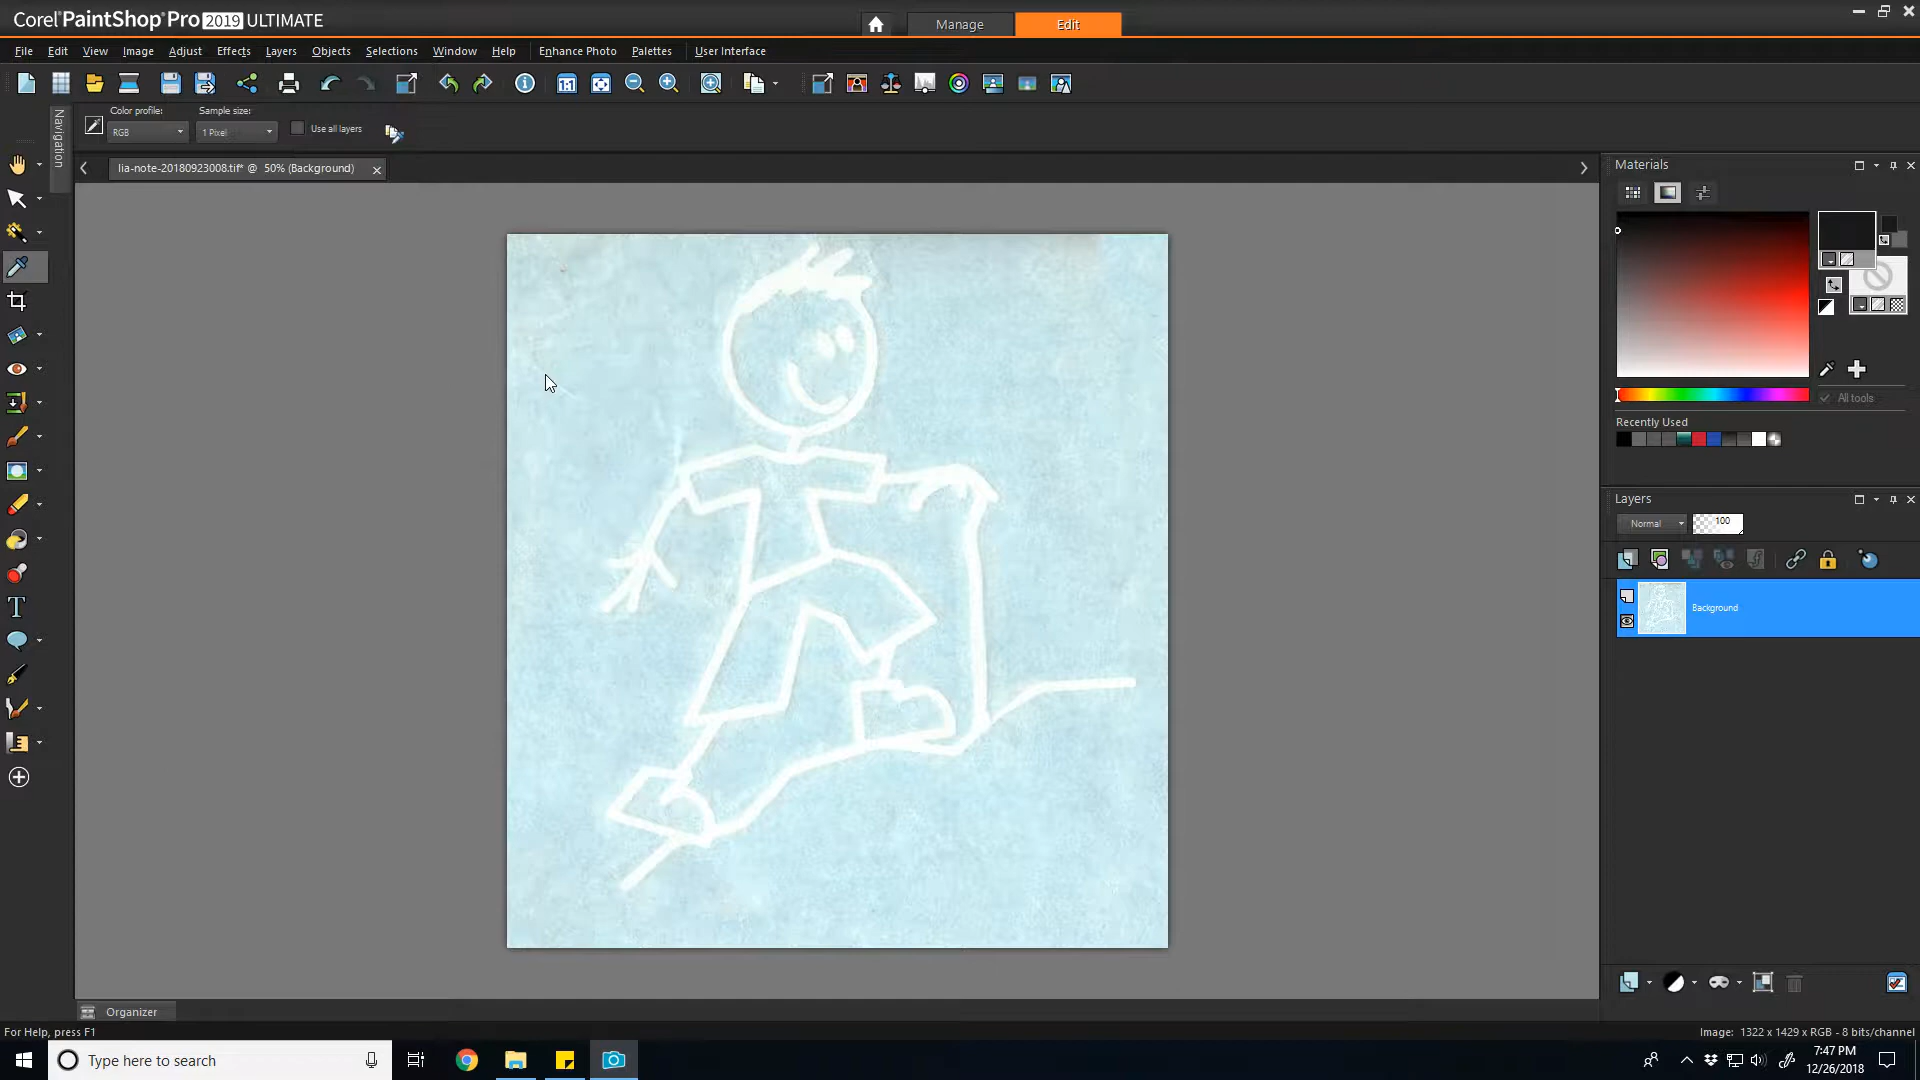 Corel PaintShop Pro 2019 ULTIMATE
Manage
Edit
File Edit View Image Adjust Effects Layers Objects Selections Window Help Enhance Photo Palettes User Interface
1:1
Color profile:
RGB
Sample size:
1 Pixel
Use all layers
Navigation
lia-note-20180923008.tif* @ 50% (Background)
Materials
All tools
Recently Used
Layers
Normal
100
Background
Organizer
For Help, press F1
Image: 1322 x 1429 x RGB - 8 bits/channel
Type here to search
7:47 PM
12/26/2018